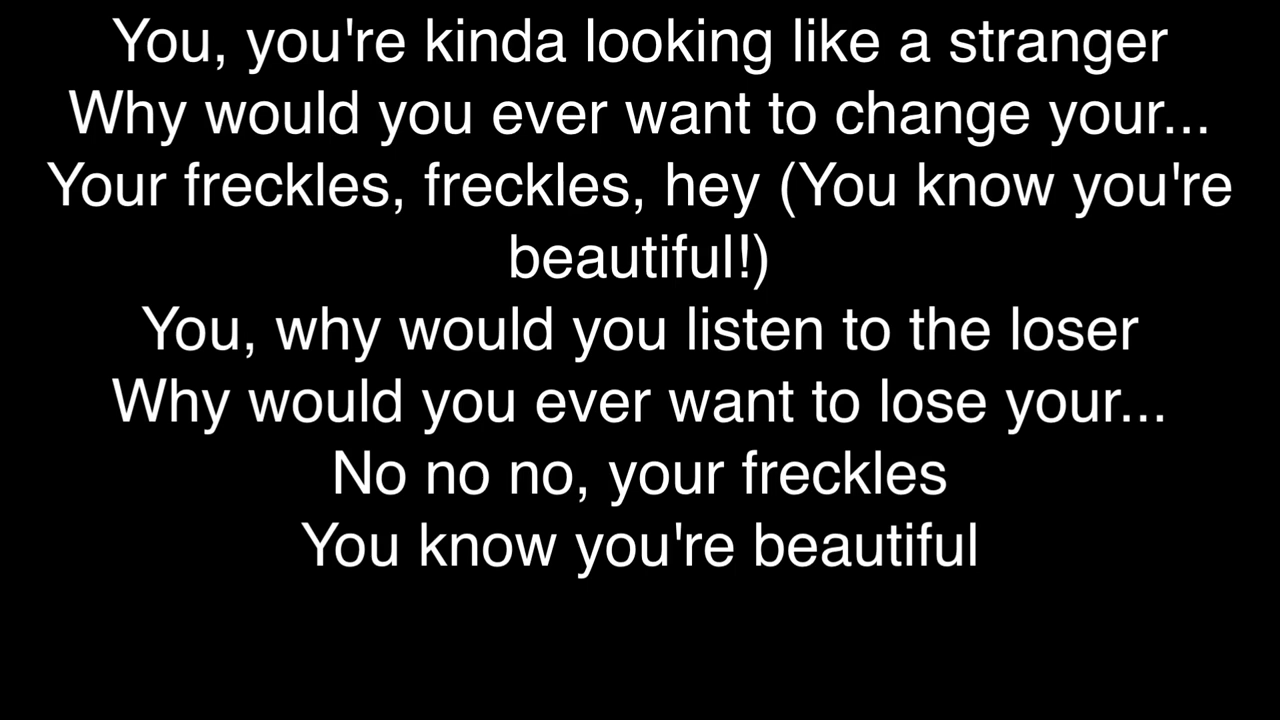 You, you're kinda looking like a stranger
Why would you ever want to change your...
Your freckles, freckles, hey (You know you're
beautiful!)
You, why would you listen to the loser
Why would you ever want to lose your...
No no no, your freckles
You know you're beautiful